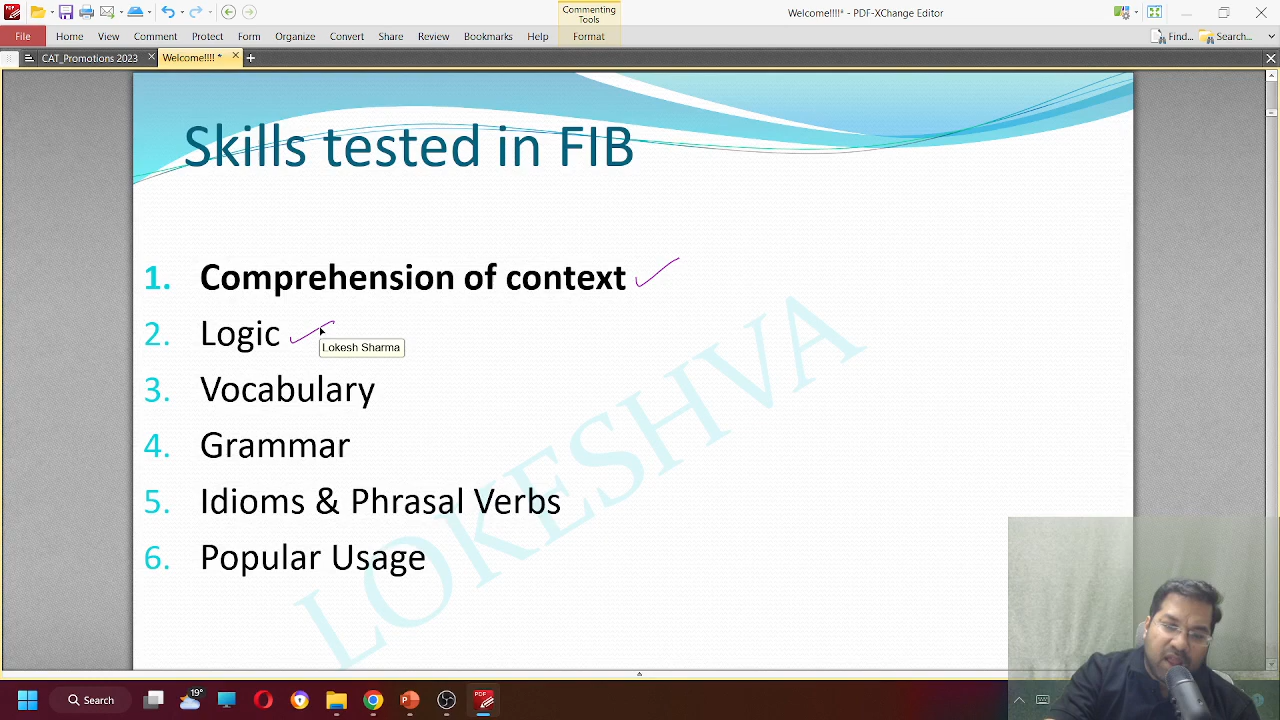 Commenting Tools
Welcome!!!!* - PDF-XChange Editor
File Home View Comment Protect Form Organize Convert Share Review Bookmarks Help Format Find... Search...
CAT_Promotions 2023 Welcome!!!! *
Skills tested in FIB
1. Comprehension of context
2. Logic
Lokesh Sharma
3. Vocabulary
4. Grammar
5. Idioms & Phrasal Verbs
6. Popular Usage
LOKESHVA
Search 19° PDF